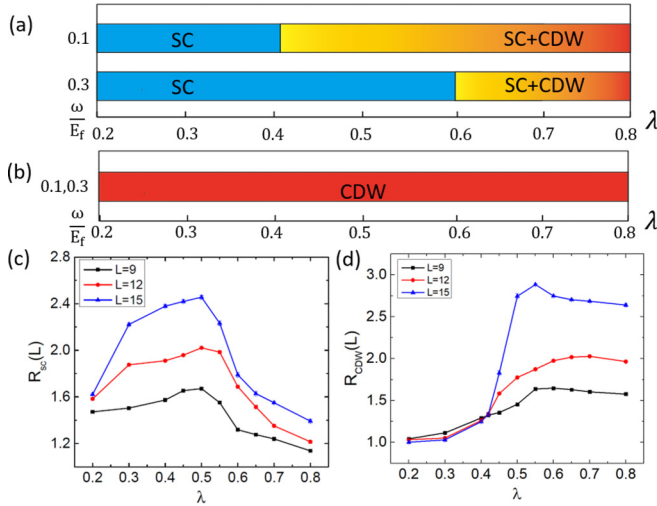 (a)
0.1 SC SC+CDW
0.3 SC SC+CDW
ω/E_f 0.2 0.3 0.4 0.5 0.6 0.7 0.8 λ
(b)
0.1,0.3 CDW
ω/E_f 0.2 0.3 0.4 0.5 0.6 0.7 0.8 λ
(c)
2.8
2.4
2.0
1.6
1.2
R_sc(L)
L=9
L=12
L=15
0.2 0.3 0.4 0.5 0.6 0.7 0.8
λ
(d)
3.0
2.5
2.0
1.5
1.0
R_CDW(L)
L=9
L=12
L=15
0.2 0.3 0.4 0.5 0.6 0.7 0.8
λ